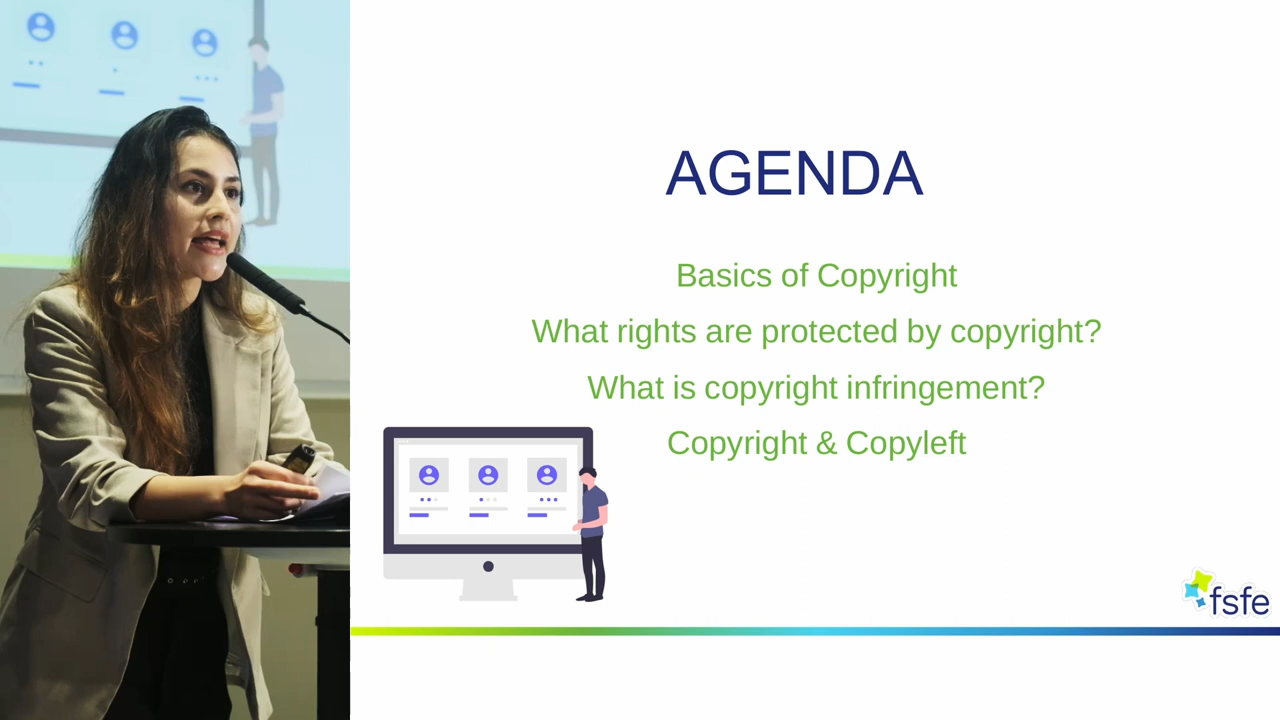 AGENDA
Basics of Copyright
What rights are protected by copyright?
What is copyright infringement?
Copyright & Copyleft
fsfe